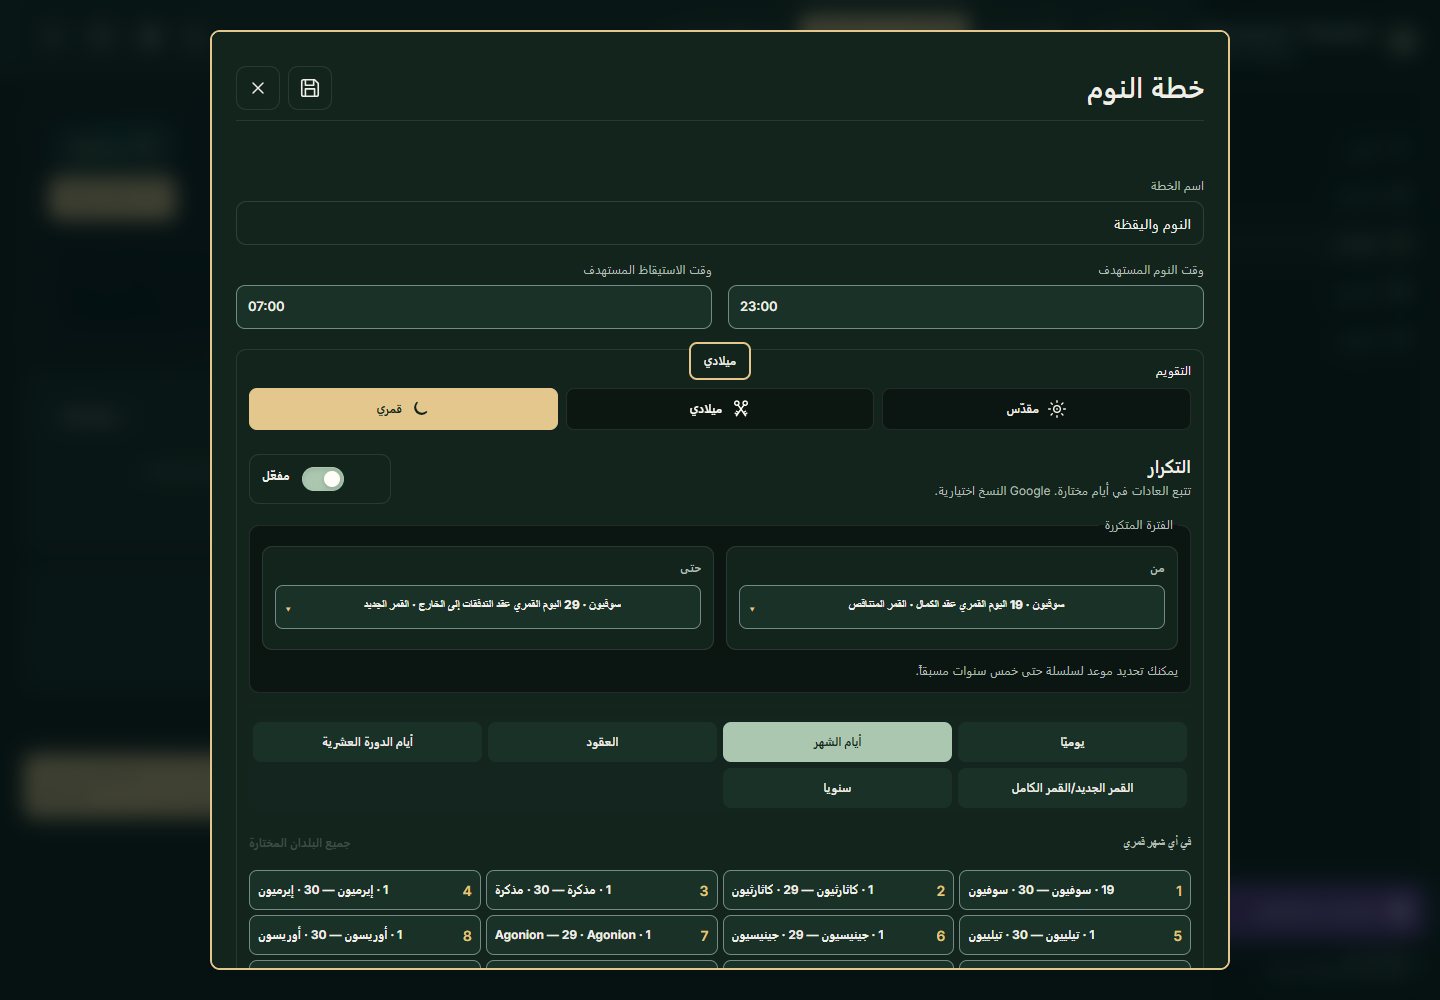 خطة النوم
اسم الخطة
النوم واليقظة
وقت النوم المستهدف
23:00
وقت الاستيقاظ المستهدف
07:00
ميلادي
التقويم
مقدّس
ميلادي
قمري
التكرار
مفعّل
تتبع العادات في أيام مختارة. Google النسخ اختيارية.
الفترة المتكررة
من
سوفيون · 19 اليوم القمري عقد الكمال · القمر المتناقص
حتى
سوفيون · 29 اليوم القمري عقد التدفقات إلى الخارج · القمر الجديد
يمكنك تحديد موعد لسلسلة حتى خمس سنوات مسبقاً.
يوميًا
أيام الشهر
العقود
أيام الدورة العشرية
القمر الجديد/القمر الكامل
سنويا
في أي شهر قمري
جميع البلدان المختارة
1 19 · سوفيون — 30 · سوفيون
2 1 · كاثارثيون — 29 · كاثارثيون
3 1 · مذكرة — 30 · مذكرة
4 1 · إبرميون — 30 · إبرميون
5 1 · تيلييون — 30 · تيلييون
6 1 · جينيسيون — 29 · جينيسيون
7 Agonion — 29 · Agonion · 1
8 1 · أوريسون — 30 · أوريسون